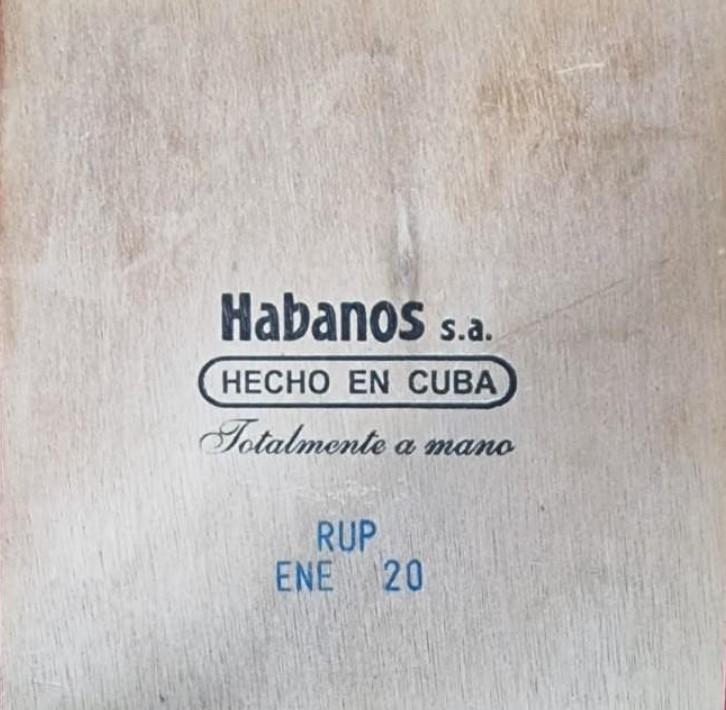 Habanos s.a.
HECHO EN CUBA
Totalmente a mano
RUP
ENE 20